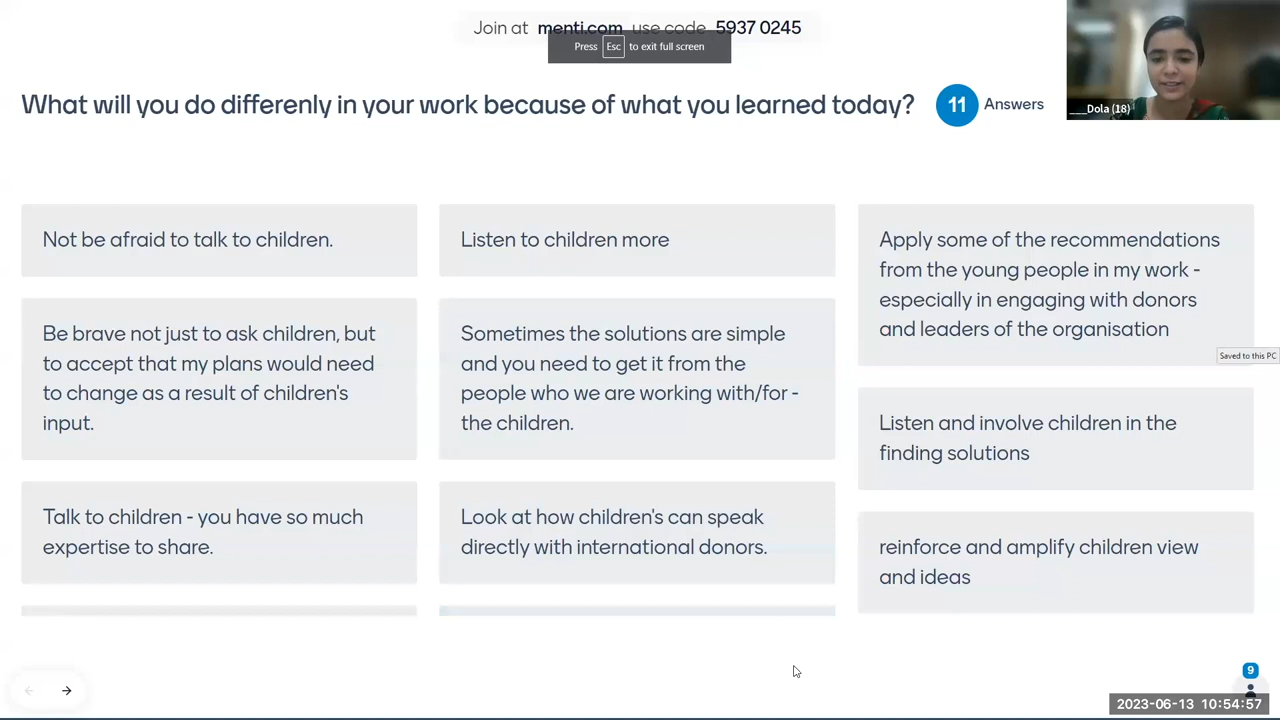 Join at menti.com use code 5937 0245
Press Esc to exit full screen
What will you do differenly in your work because of what you learned today?
11 Answers
___Dola (18)
Not be afraid to talk to children.
Be brave not just to ask children, but
to accept that my plans would need
to change as a result of children's
input.
Talk to children - you have so much
expertise to share.
Listen to children more
Sometimes the solutions are simple
and you need to get it from the
people who we are working with/for -
the children.
Look at how children's can speak
directly with international donors.
Apply some of the recommendations
from the young people in my work -
especially in engaging with donors
and leaders of the organisation
Saved to this PC
Listen and involve children in the
finding solutions
reinforce and amplify children view
and ideas
9
2023-06-13 10:54:57